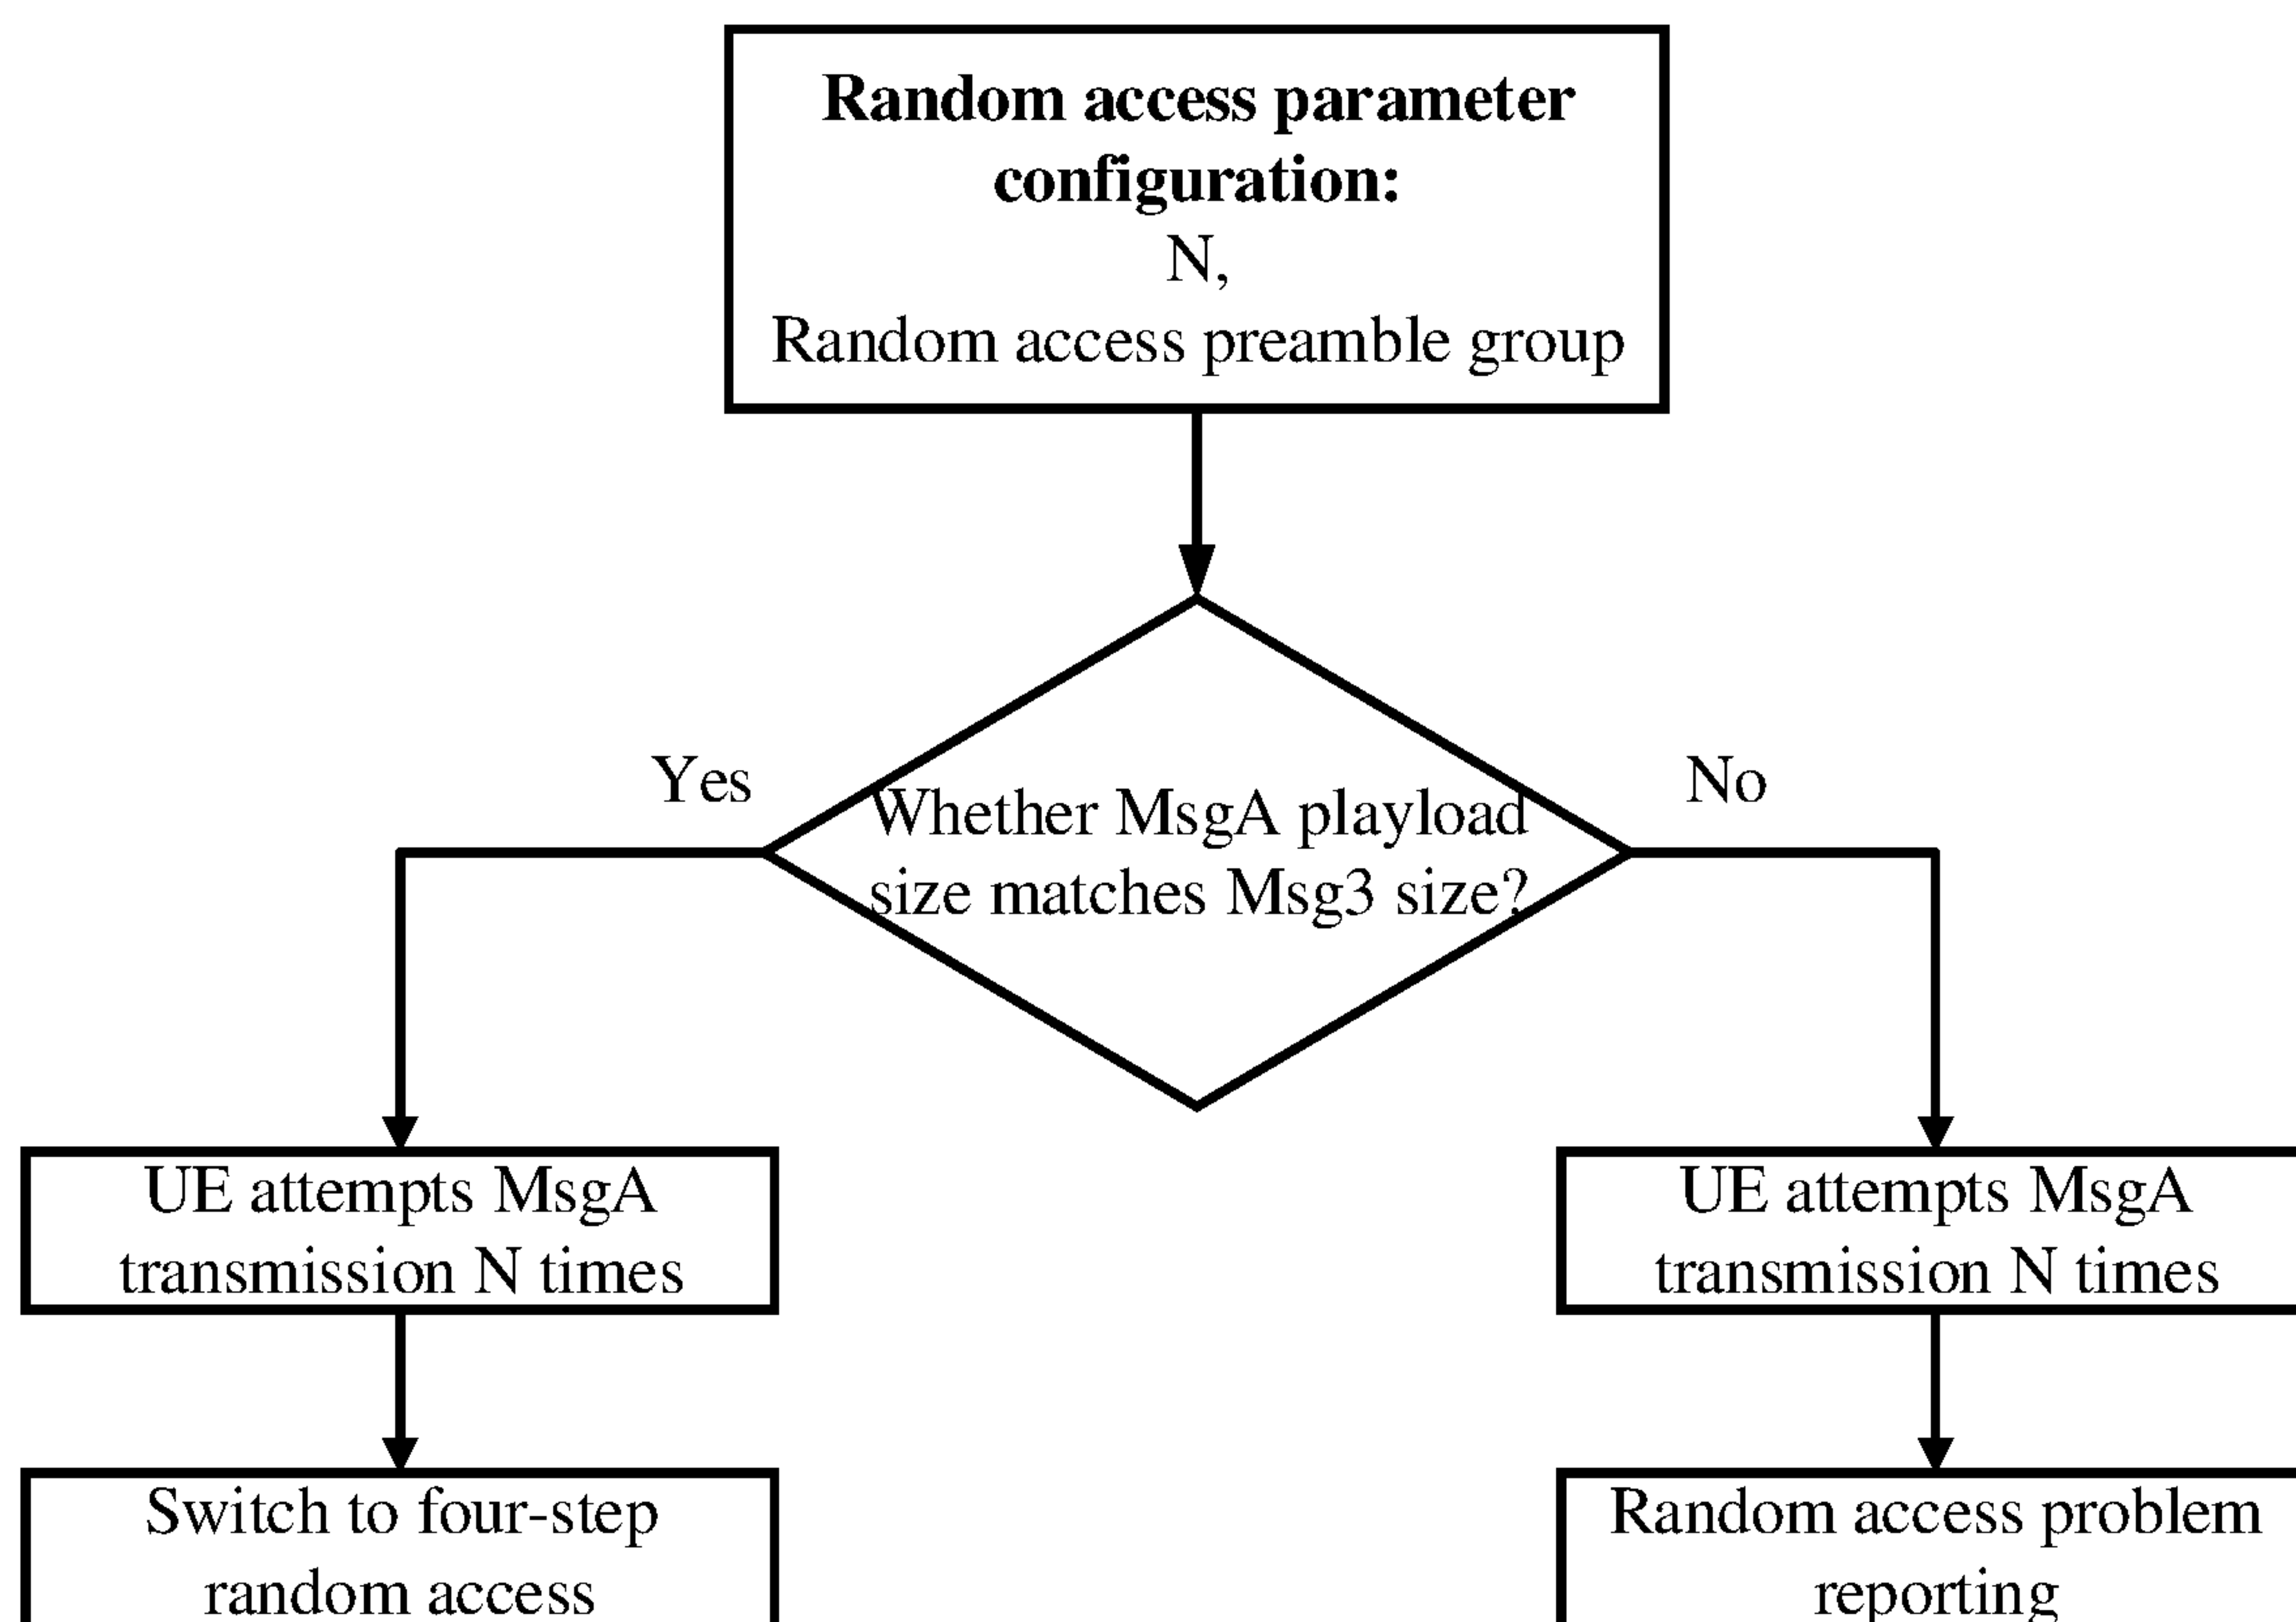 Random access parameter
configuration:
N,
Random access preamble group
Yes
No
Whether MsgA playload
size matches Msg3 size?
UE attempts MsgA
transmission N times
UE attempts MsgA
transmission N times
Switch to four-step
random access
Random access problem
reporting